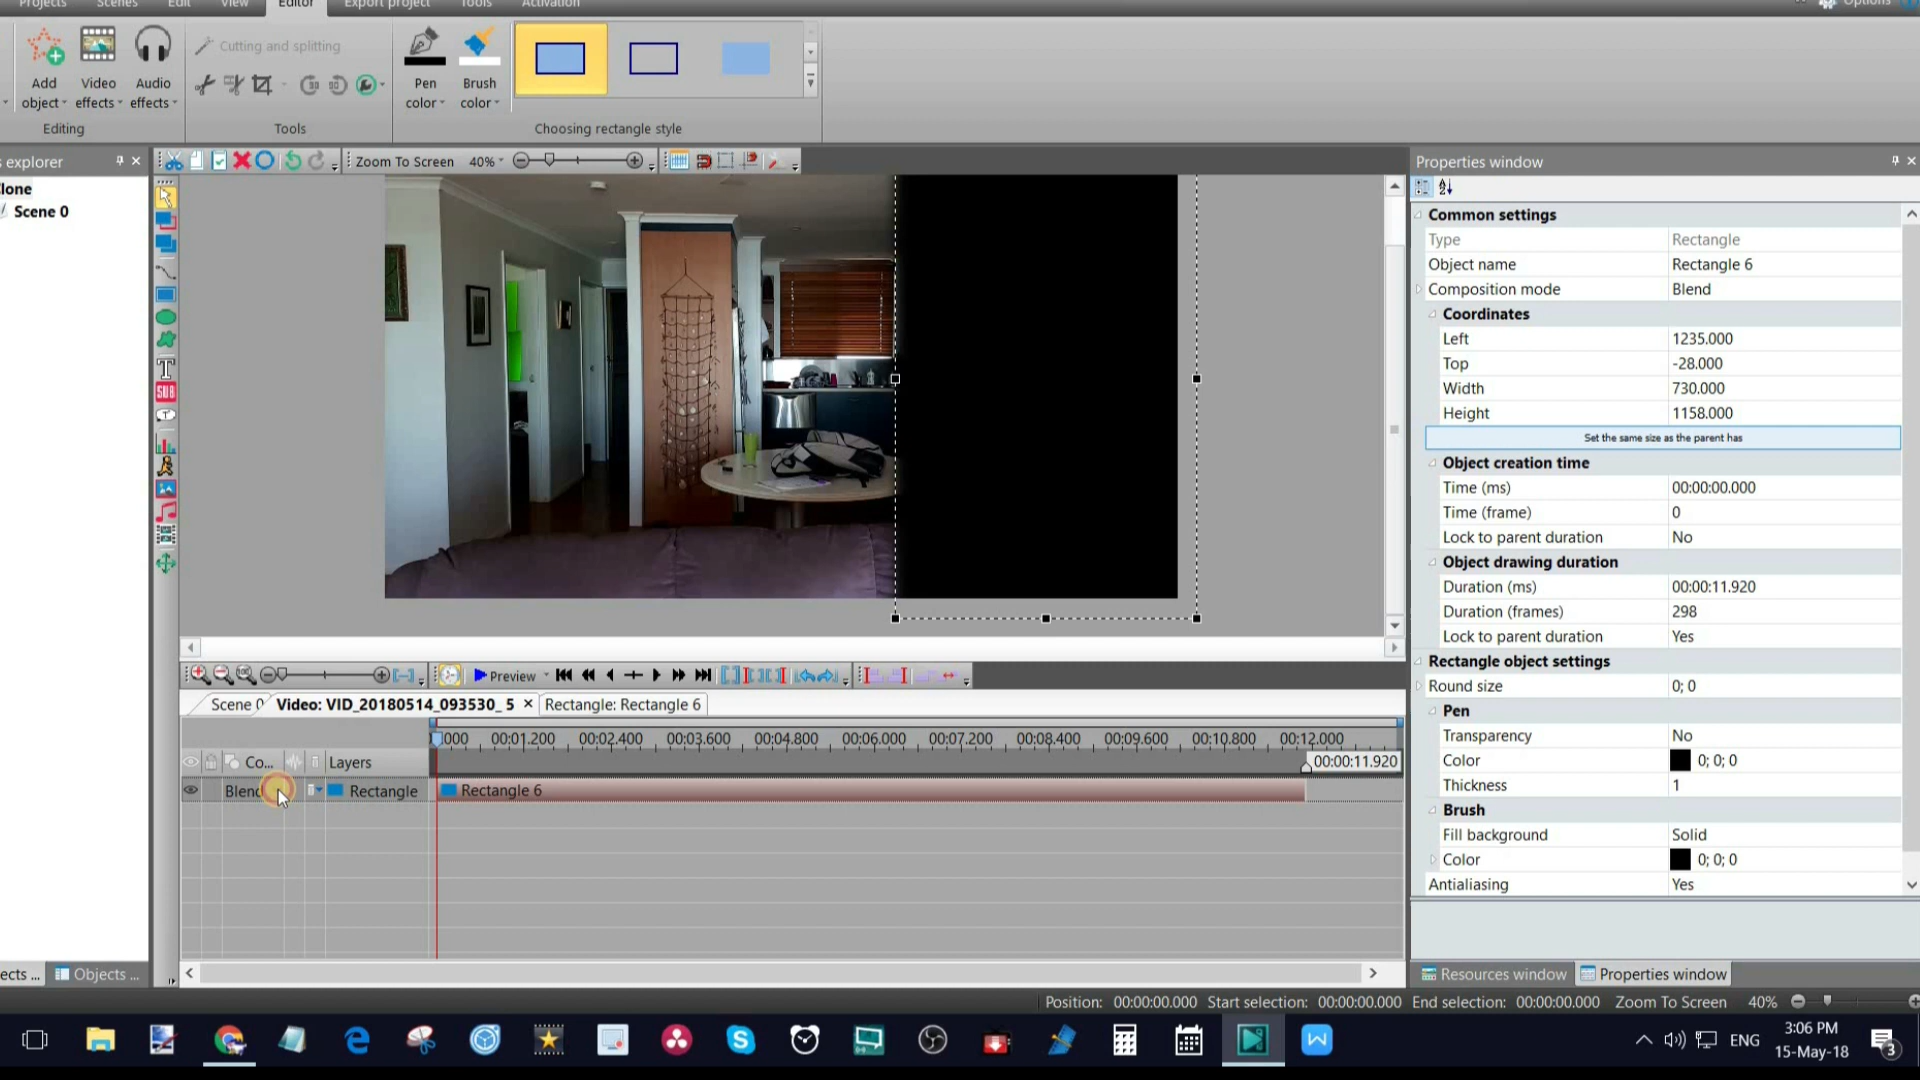 Projects Scenes Edit View Editor Export project Tools Activation Options
Add object Video effects Audio effects
Cutting and splitting
Pen color Brush color
Editing Tools Choosing rectangle style
s explorer
Zoom To Screen 40%
Properties window
lone
Scene 0
Common settings
Type Rectangle
Object name Rectangle 6
Composition mode Blend
Coordinates
Left 1235.000
Top -28.000
Width 730.000
Height 1158.000
Set the same size as the parent has
Object creation time
Time (ms) 00:00:00.000
Time (frame) 0
Lock to parent duration No
Object drawing duration
Duration (ms) 00:00:11.920
Duration (frames) 298
Lock to parent duration Yes
Rectangle object settings
Round size 0; 0
Pen
Transparency No
Color 0; 0; 0
Thickness 1
Brush
Fill background Solid
Color 0; 0; 0
Antialiasing Yes
T
SUB
T
Preview
Scene 0 Video: VID_20180514_093530_ 5 Rectangle: Rectangle 6
000 00:01.200 00:02.400 00:03.600 00:04.800 00:06.000 00:07.200 00:08.400 00:09.600 00:10.800 00:12.000
Co... Layers
00:00:11.920
Blend Rectangle Rectangle 6
ects ... Objects ...
Resources window Properties window
Position: 00:00:00.000 Start selection: 00:00:00.000 End selection: 00:00:00.000 Zoom To Screen 40%
ENG
3:06 PM
15-May-18
3